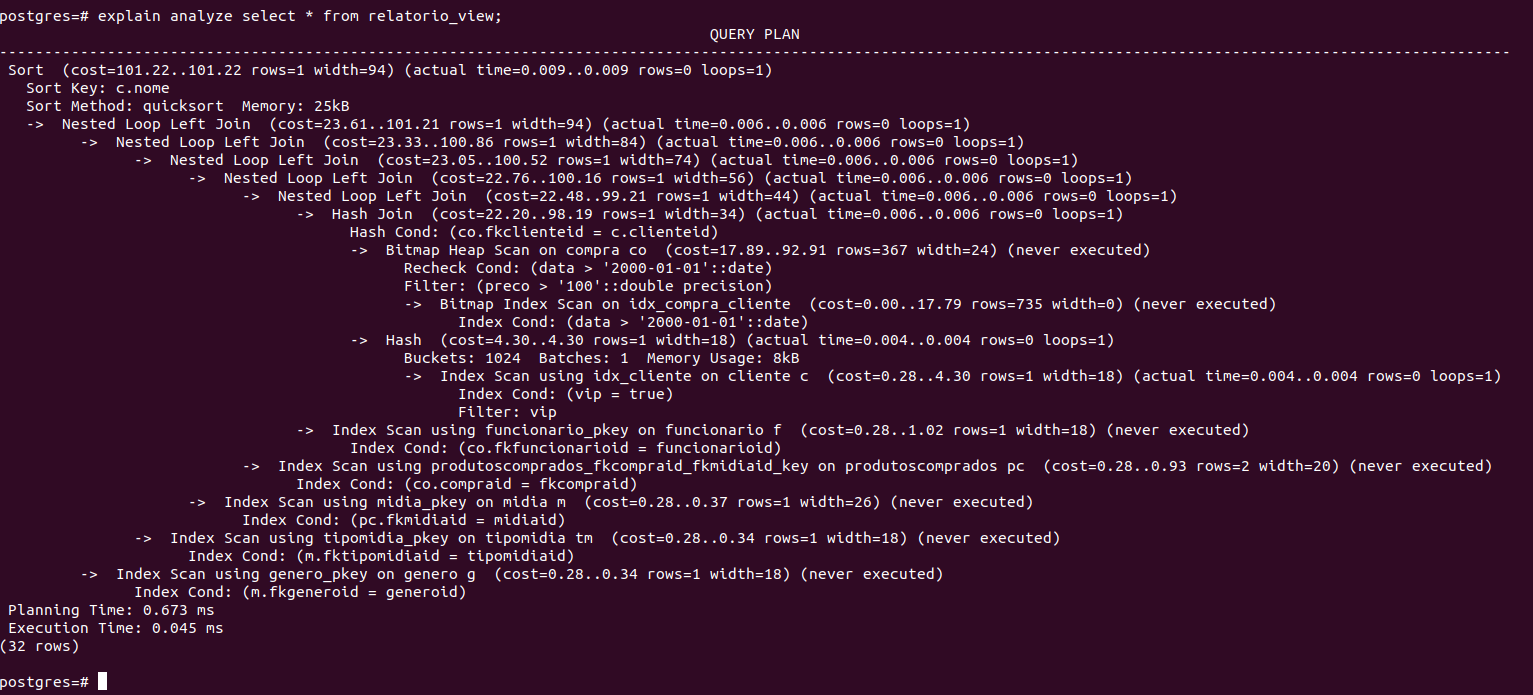 postgres=# explain analyze select * from relatorio_view;
QUERY PLAN
-----------------------------------------------------------------------------------------------------------------------------------------------------------------------
Sort  (cost=101.22..101.22 rows=1 width=94) (actual time=0.009..0.009 rows=0 loops=1)
Sort Key: c.nome
Sort Method: quicksort  Memory: 25kB
->  Nested Loop Left Join  (cost=23.61..101.21 rows=1 width=94) (actual time=0.006..0.006 rows=0 loops=1)
->  Nested Loop Left Join  (cost=23.33..100.86 rows=1 width=84) (actual time=0.006..0.006 rows=0 loops=1)
->  Nested Loop Left Join  (cost=23.05..100.52 rows=1 width=74) (actual time=0.006..0.006 rows=0 loops=1)
->  Nested Loop Left Join  (cost=22.76..100.16 rows=1 width=56) (actual time=0.006..0.006 rows=0 loops=1)
->  Nested Loop Left Join  (cost=22.48..99.21 rows=1 width=44) (actual time=0.006..0.006 rows=0 loops=1)
->  Hash Join  (cost=22.20..98.19 rows=1 width=34) (actual time=0.006..0.006 rows=0 loops=1)
Hash Cond: (co.fkclienteid = c.clienteid)
->  Bitmap Heap Scan on compra co  (cost=17.89..92.91 rows=367 width=24) (never executed)
Recheck Cond: (data > '2000-01-01'::date)
Filter: (preco > '100'::double precision)
->  Bitmap Index Scan on idx_compra_cliente  (cost=0.00..17.79 rows=735 width=0) (never executed)
Index Cond: (data > '2000-01-01'::date)
->  Hash  (cost=4.30..4.30 rows=1 width=18) (actual time=0.004..0.004 rows=0 loops=1)
Buckets: 1024  Batches: 1  Memory Usage: 8kB
->  Index Scan using idx_cliente on cliente c  (cost=0.28..4.30 rows=1 width=18) (actual time=0.004..0.004 rows=0 loops=1)
Index Cond: (vip = true)
Filter: vip
->  Index Scan using funcionario_pkey on funcionario f  (cost=0.28..1.02 rows=1 width=18) (never executed)
Index Cond: (co.fkfuncionarioid = funcionarioid)
->  Index Scan using produtoscomprados_fkcompraid_fkmidiaid_key on produtoscomprados pc  (cost=0.28..0.93 rows=2 width=20) (never executed)
Index Cond: (co.compraid = fkcompraid)
->  Index Scan using midia_pkey on midia m  (cost=0.28..0.37 rows=1 width=26) (never executed)
Index Cond: (pc.fkmidiaid = midiaid)
->  Index Scan using tipomidia_pkey on tipomidia tm  (cost=0.28..0.34 rows=1 width=18) (never executed)
Index Cond: (m.fktipomidiaid = tipomidiaid)
->  Index Scan using genero_pkey on genero g  (cost=0.28..0.34 rows=1 width=18) (never executed)
Index Cond: (m.fkgeneroid = generoid)
Planning Time: 0.673 ms
Execution Time: 0.045 ms
(32 rows)
postgres=#